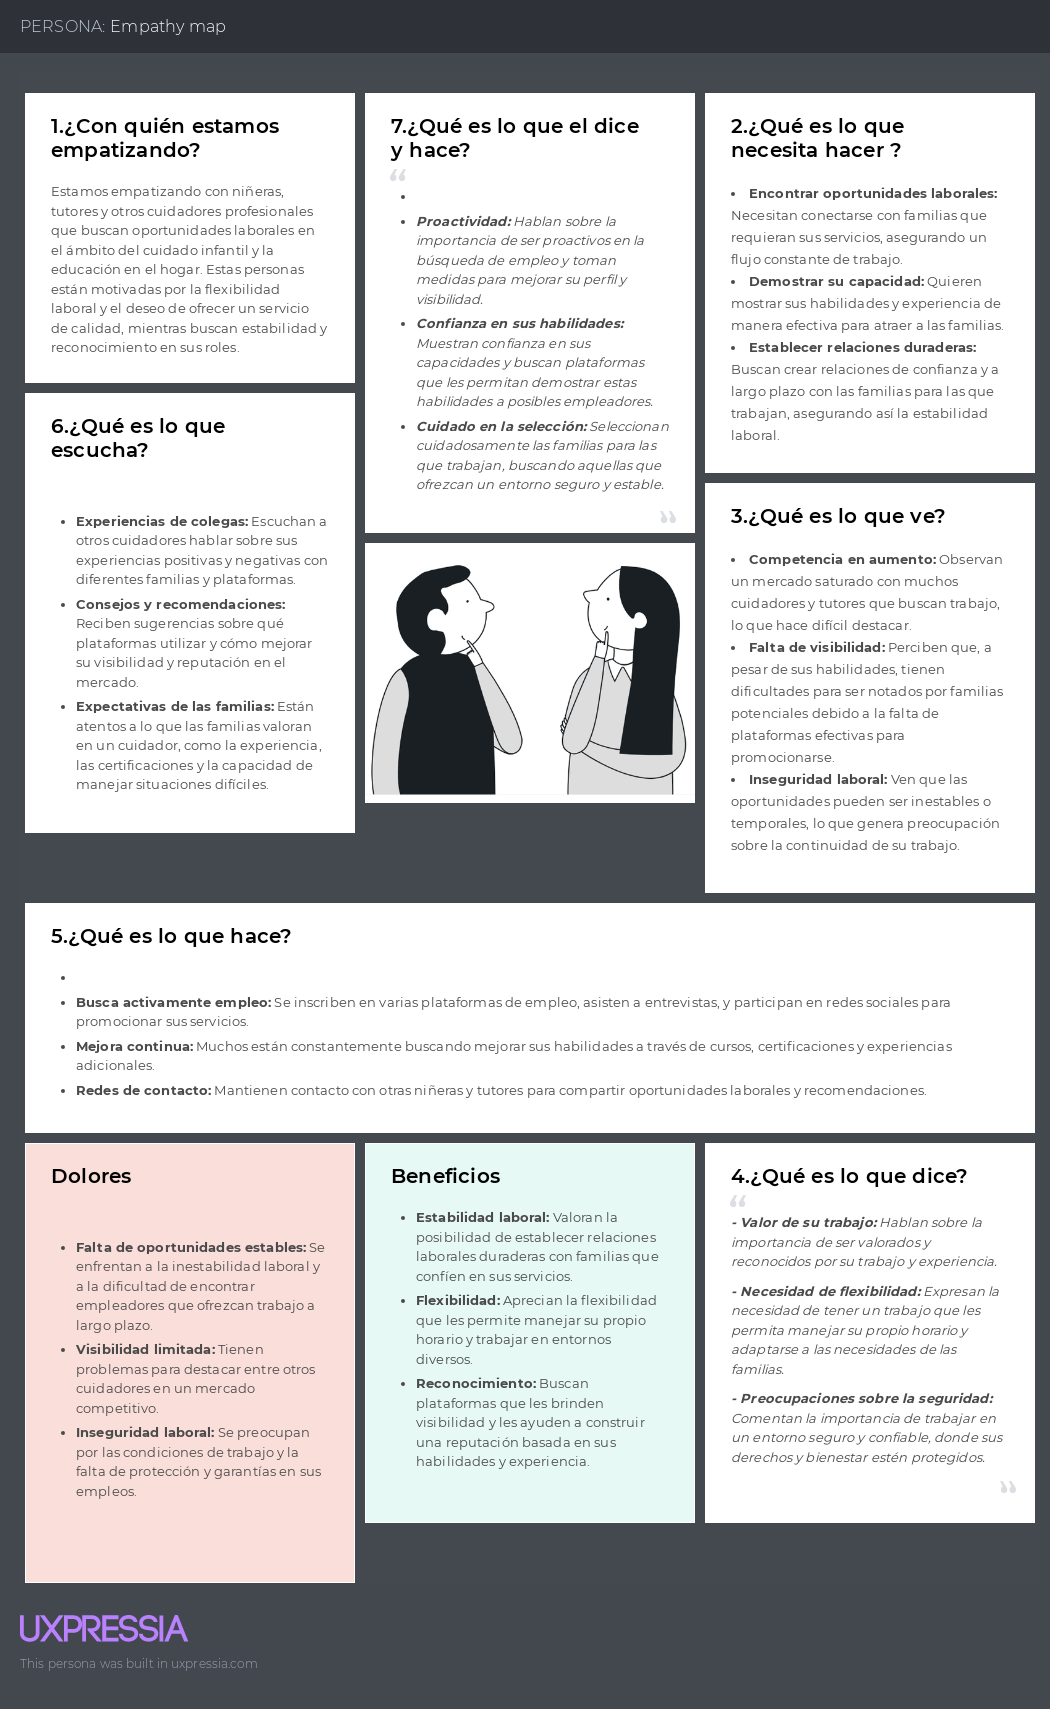 PERSONA: Empathy map
1.¿Con quién estamos
empatizando?
Estamos empatizando con niñeras,
tutores y otros cuidadores profesionales
que buscan oportunidades laborales en
el ámbito del cuidado infantil y la
educación en el hogar. Estas personas
están motivadas por la flexibilidad
laboral y el deseo de ofrecer un servicio
de calidad, mientras buscan estabilidad y
reconocimiento en sus roles.
6.¿Qué es lo que
escucha?
• Experiencias de colegas: Escuchan a
otros cuidadores hablar sobre sus
experiencias positivas y negativas con
diferentes familias y plataformas.
• Consejos y recomendaciones:
Reciben sugerencias sobre qué
plataformas utilizar y cómo mejorar
su visibilidad y reputación en el
mercado.
• Expectativas de las familias: Están
atentos a lo que las familias valoran
en un cuidador, como la experiencia,
las certificaciones y la capacidad de
manejar situaciones difíciles.
7.¿Qué es lo que el dice
y hace?
“
•
• Proactividad: Hablan sobre la
importancia de ser proactivos en la
búsqueda de empleo y toman
medidas para mejorar su perfil y
visibilidad.
• Confianza en sus habilidades:
Muestran confianza en sus
capacidades y buscan plataformas
que les permitan demostrar estas
habilidades a posibles empleadores.
• Cuidado en la selección: Seleccionan
cuidadosamente las familias para las
que trabajan, buscando aquellas que
ofrezcan un entorno seguro y estable.
”
2.¿Qué es lo que
necesita hacer ?
• Encontrar oportunidades laborales:
Necesitan conectarse con familias que
requieran sus servicios, asegurando un
flujo constante de trabajo.
• Demostrar su capacidad: Quieren
mostrar sus habilidades y experiencia de
manera efectiva para atraer a las familias.
• Establecer relaciones duraderas:
Buscan crear relaciones de confianza y a
largo plazo con las familias para las que
trabajan, asegurando así la estabilidad
laboral.
3.¿Qué es lo que ve?
• Competencia en aumento: Observan
un mercado saturado con muchos
cuidadores y tutores que buscan trabajo,
lo que hace difícil destacar.
• Falta de visibilidad: Perciben que, a
pesar de sus habilidades, tienen
dificultades para ser notados por familias
potenciales debido a la falta de
plataformas efectivas para
promocionarse.
• Inseguridad laboral: Ven que las
oportunidades pueden ser inestables o
temporales, lo que genera preocupación
sobre la continuidad de su trabajo.
5.¿Qué es lo que hace?
•
• Busca activamente empleo: Se inscriben en varias plataformas de empleo, asisten a entrevistas, y participan en redes sociales para
promocionar sus servicios.
• Mejora continua: Muchos están constantemente buscando mejorar sus habilidades a través de cursos, certificaciones y experiencias
adicionales.
• Redes de contacto: Mantienen contacto con otras niñeras y tutores para compartir oportunidades laborales y recomendaciones.
Dolores
• Falta de oportunidades estables: Se
enfrentan a la inestabilidad laboral y
a la dificultad de encontrar
empleadores que ofrezcan trabajo a
largo plazo.
• Visibilidad limitada: Tienen
problemas para destacar entre otros
cuidadores en un mercado
competitivo.
• Inseguridad laboral: Se preocupan
por las condiciones de trabajo y la
falta de protección y garantías en sus
empleos.
Beneficios
• Estabilidad laboral: Valoran la
posibilidad de establecer relaciones
laborales duraderas con familias que
confíen en sus servicios.
• Flexibilidad: Aprecian la flexibilidad
que les permite manejar su propio
horario y trabajar en entornos
diversos.
• Reconocimiento: Buscan
plataformas que les brinden
visibilidad y les ayuden a construir
una reputación basada en sus
habilidades y experiencia.
4.¿Qué es lo que dice?
“
- Valor de su trabajo: Hablan sobre la
importancia de ser valorados y
reconocidos por su trabajo y experiencia.
- Necesidad de flexibilidad: Expresan la
necesidad de tener un trabajo que les
permita manejar su propio horario y
adaptarse a las necesidades de las
familias.
- Preocupaciones sobre la seguridad:
Comentan la importancia de trabajar en
un entorno seguro y confiable, donde sus
derechos y bienestar estén protegidos.
”
UXPRESSIA
This persona was built in uxpressia.com